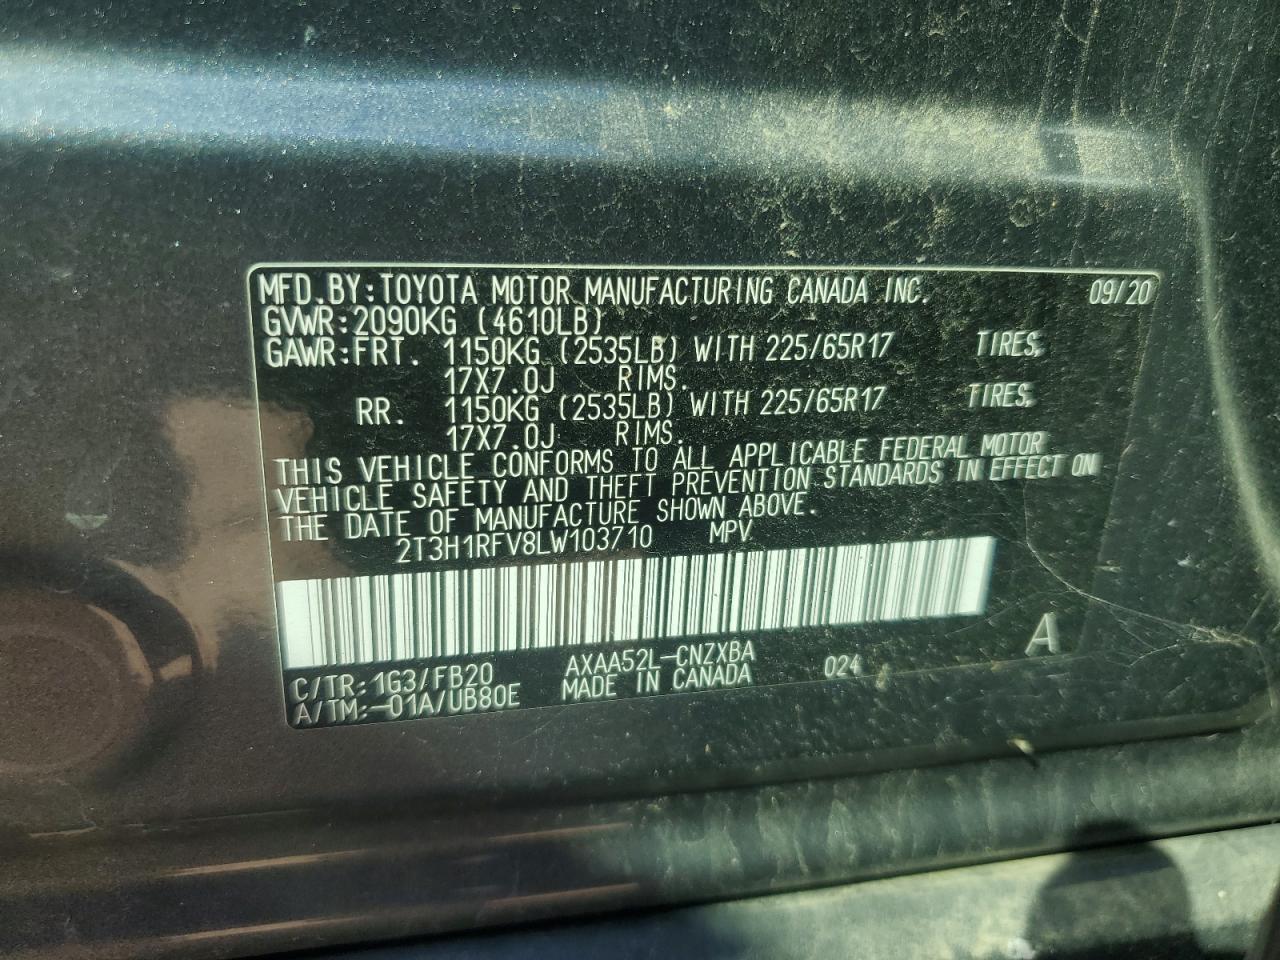 MFD.BY:TOYOTA MOTOR MANUFACTURING CANADA INC. 09/20
GVWR:2090KG (4610LB)
GAWR:FRT. 1150KG (2535LB) WITH 225/65R17 TIRES,
17X7.0J RIMS.
RR. 1150KG (2535LB) WITH 225/65R17 TIRES,
17X7.0J RIMS.
THIS VEHICLE CONFORMS TO ALL APPLICABLE FEDERAL MOTOR
VEHICLE SAFETY AND THEFT PREVENTION STANDARDS IN EFFECT ON
THE DATE OF MANUFACTURE SHOWN ABOVE.
2T3H1RFV8LW103710 MPV
C/TR:1G3/FB20 AXAA52L-CNZXBA 024 A
A/TM:-01A/UB80E MADE IN CANADA